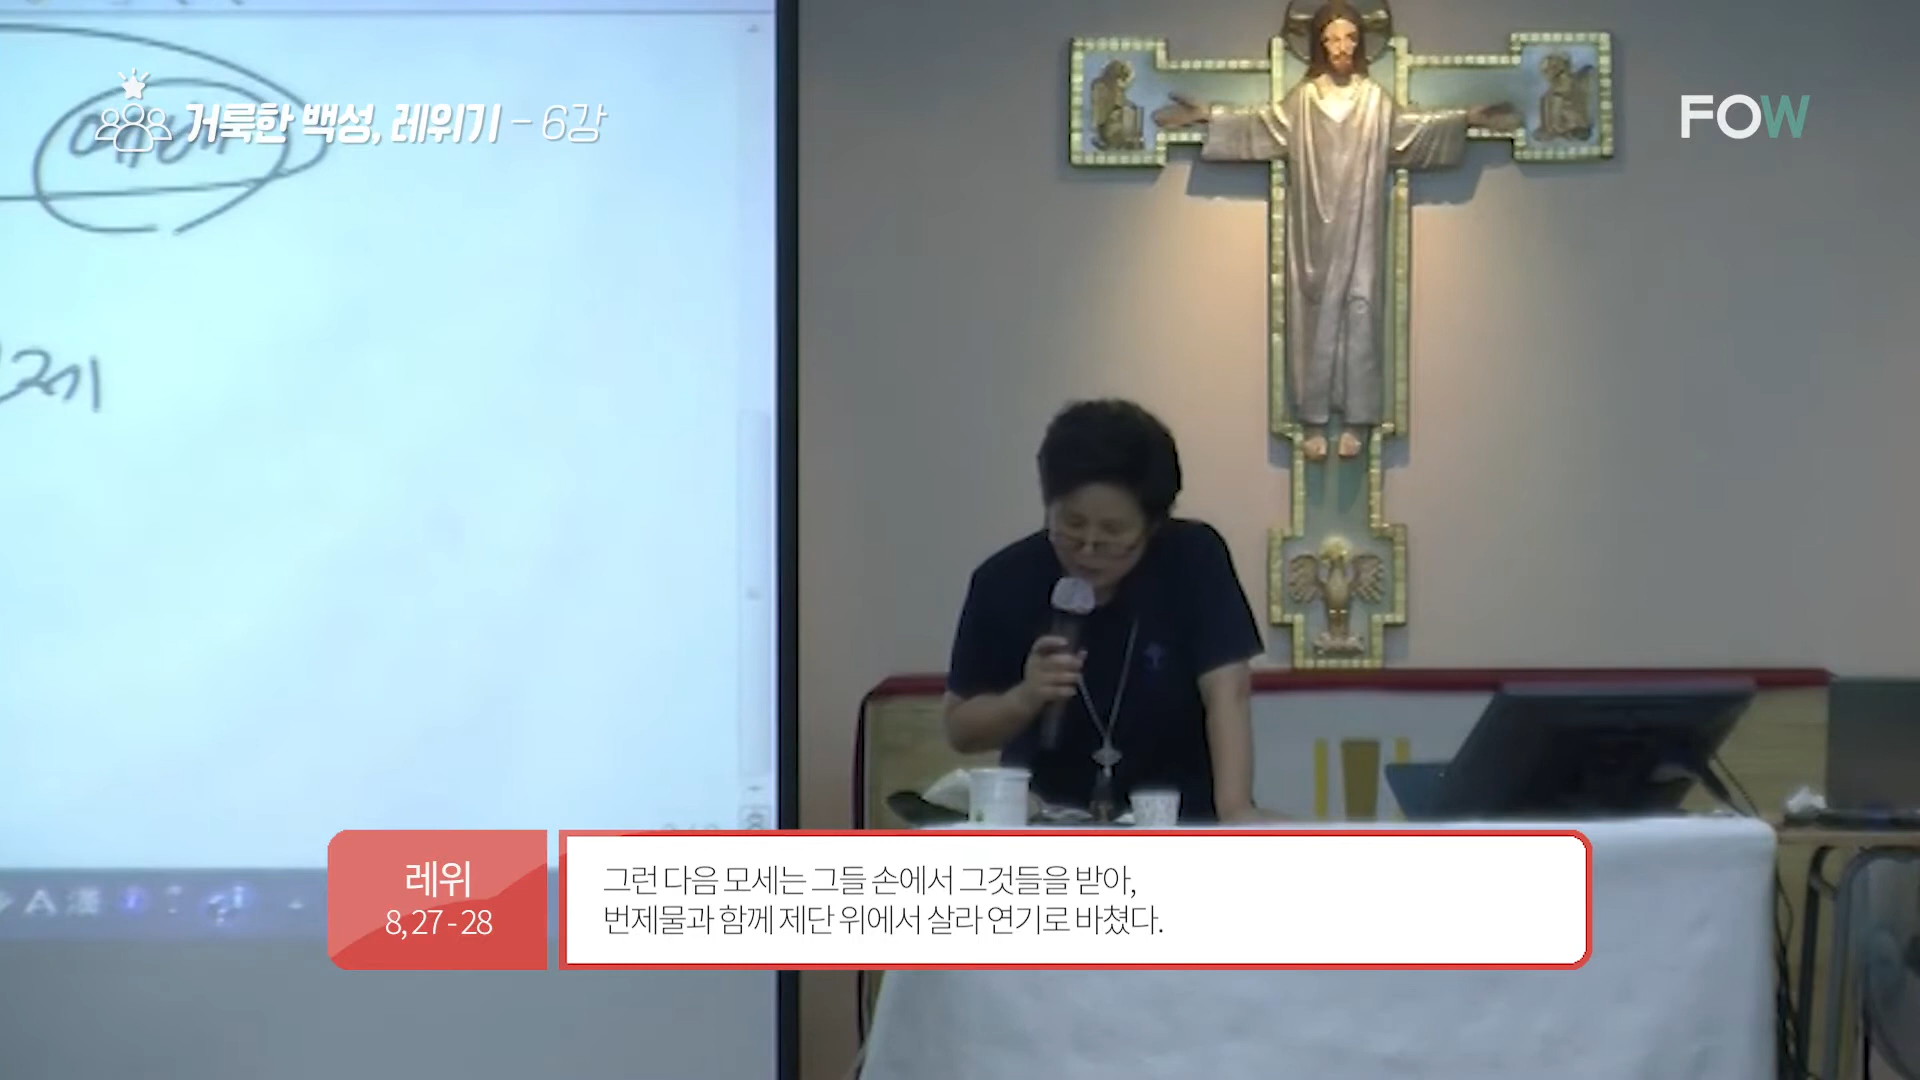 거룩한 백성, 레위기 - 6강
FOW
레위
8,27-28
그런 다음 모세는 그들 손에서 그것들을 받아,
번제물과 함께 제단 위에서 살라 연기로 바쳤다.